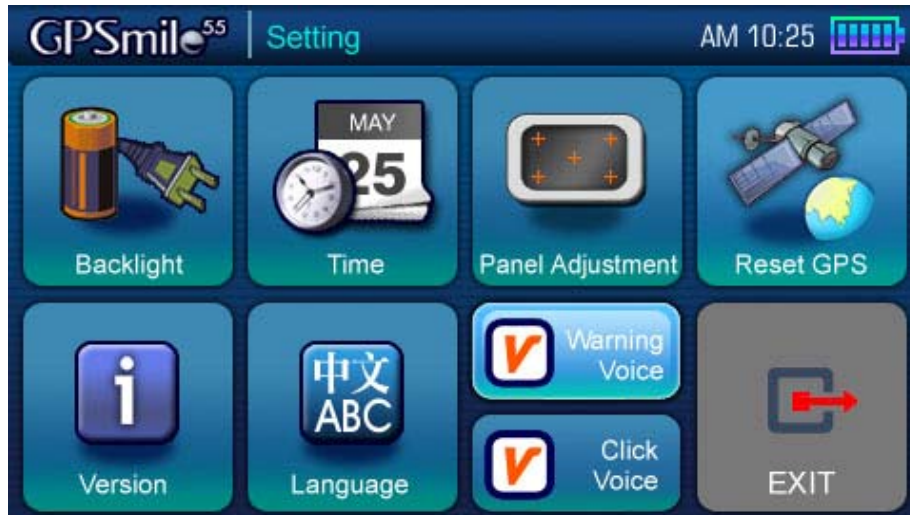 GPSmile55 Setting AM 10:25
MAY
25
Backlight Time Panel Adjustment Reset GPS
i
中文
ABC
Warning
Voice
Click
Voice
Version Language EXIT